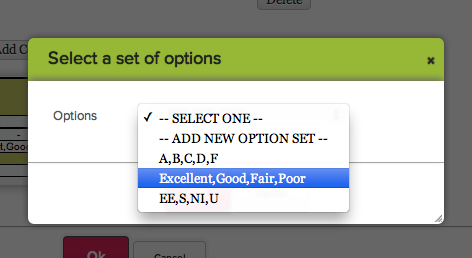 Delete
Add C
Select a set of options
Options
-- SELECT ONE --
-- ADD NEW OPTION SET --
A,B,C,D,F
Excellent,Good,Fair,Poor
EE,S,NI,U
Ok
Cancel